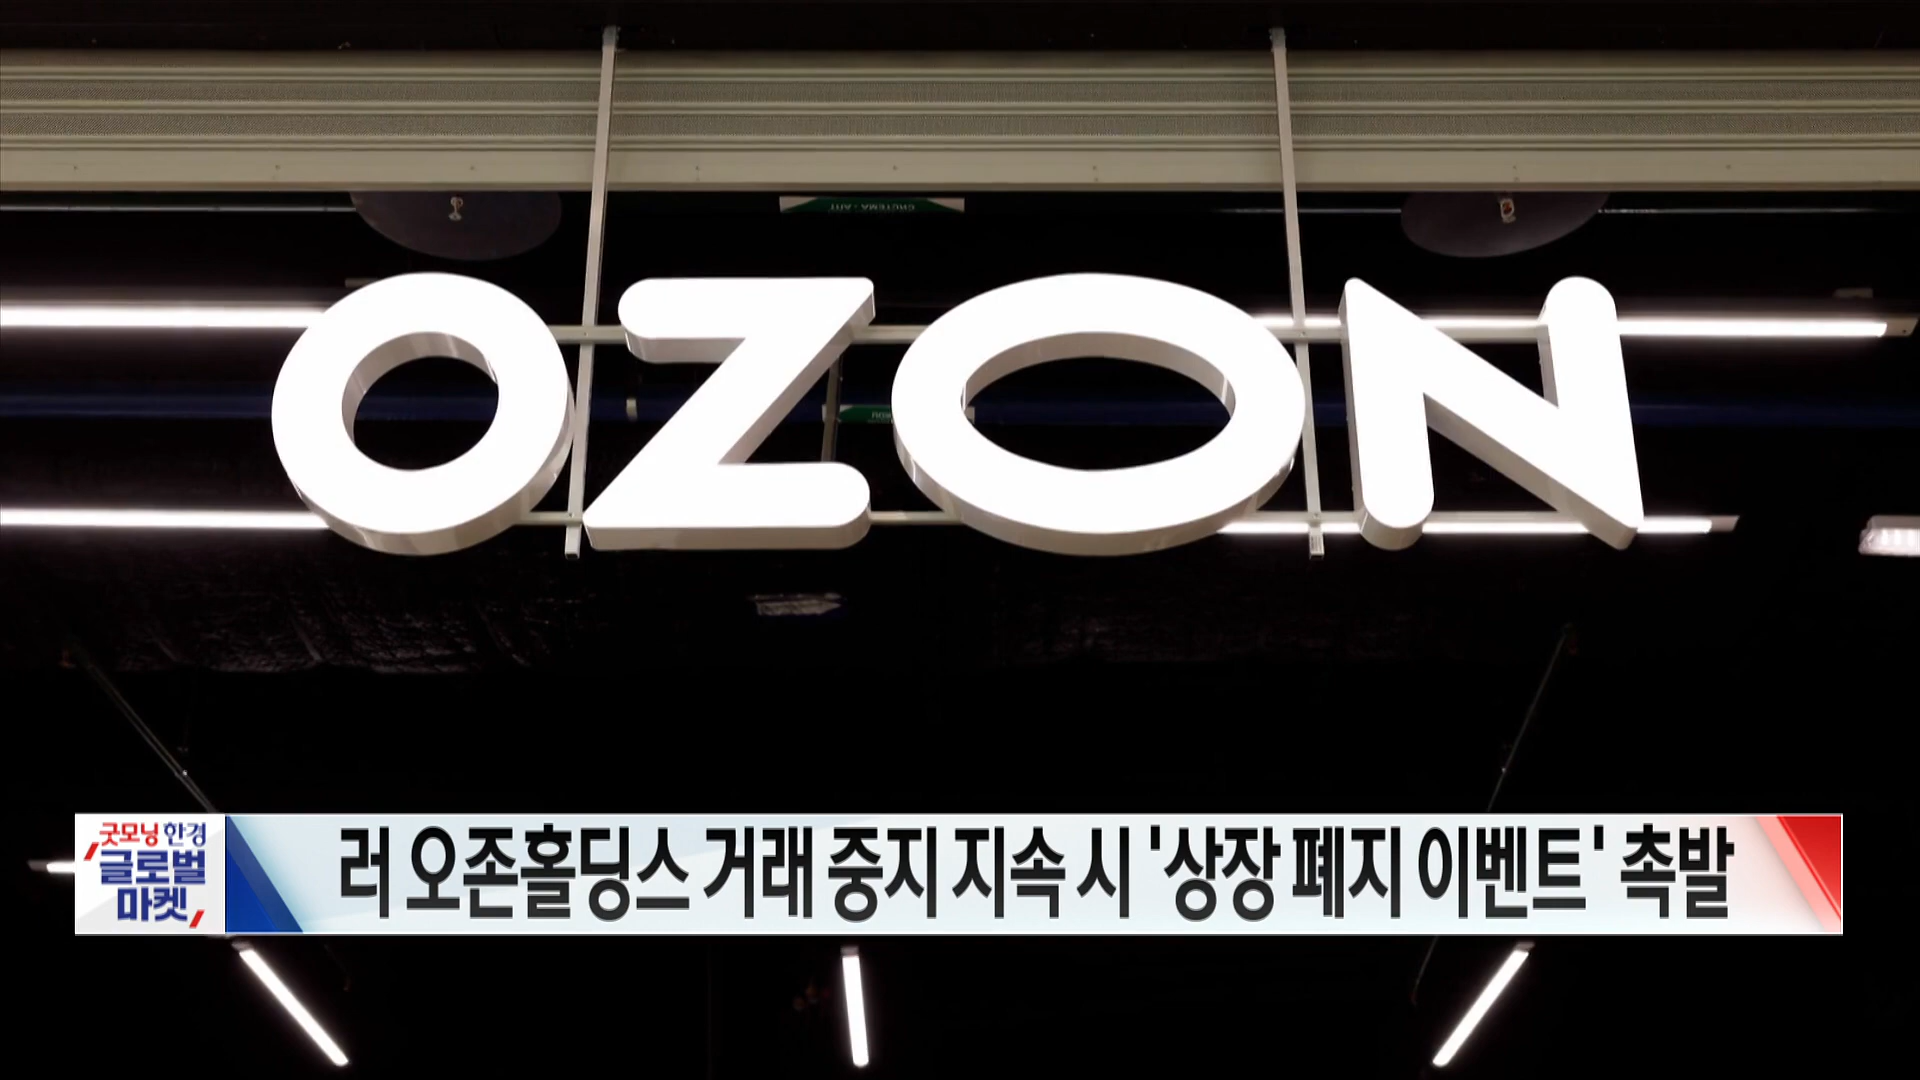 OZON
굿모닝 한경
글로벌
마켓
러 오존홀딩스 거래 중지 지속 시 '상장 폐지 이벤트' 촉발